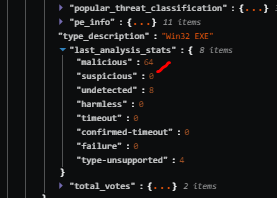 "popular_threat_classification" : {...}
"pe_info" : {...} 11 items
"type_description" : "Win32 EXE"
"last_analysis_stats" : { 8 items
"malicious" : 64
"suspicious" : 0
"undetected" : 8
"harmless" : 0
"timeout" : 0
"confirmed-timeout" : 0
"failure" : 0
"type-unsupported" : 4
}
"total_votes" : {...} 2 items
}